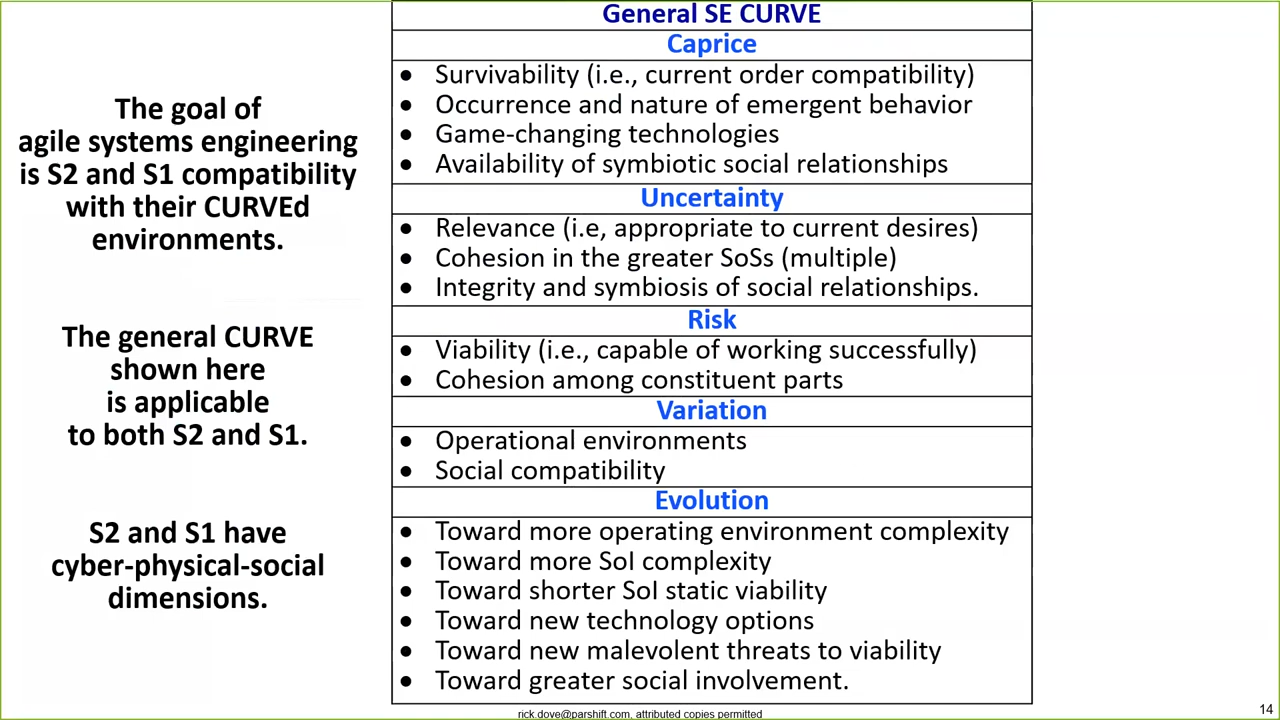 The goal of
agile systems engineering
is S2 and S1 compatibility
with their CURVEd
environments.
The general CURVE
shown here
is applicable
to both S2 and S1.
S2 and S1 have
cyber-physical-social
dimensions.
General SE CURVE
Caprice
• Survivability (i.e., current order compatibility)
• Occurrence and nature of emergent behavior
• Game-changing technologies
• Availability of symbiotic social relationships
Uncertainty
• Relevance (i.e, appropriate to current desires)
• Cohesion in the greater SoSs (multiple)
• Integrity and symbiosis of social relationships.
Risk
• Viability (i.e., capable of working successfully)
• Cohesion among constituent parts
Variation
• Operational environments
• Social compatibility
Evolution
• Toward more operating environment complexity
• Toward more SoI complexity
• Toward shorter SoI static viability
• Toward new technology options
• Toward new malevolent threats to viability
• Toward greater social involvement.
rick.dove@parshift.com, attributed copies permitted
14